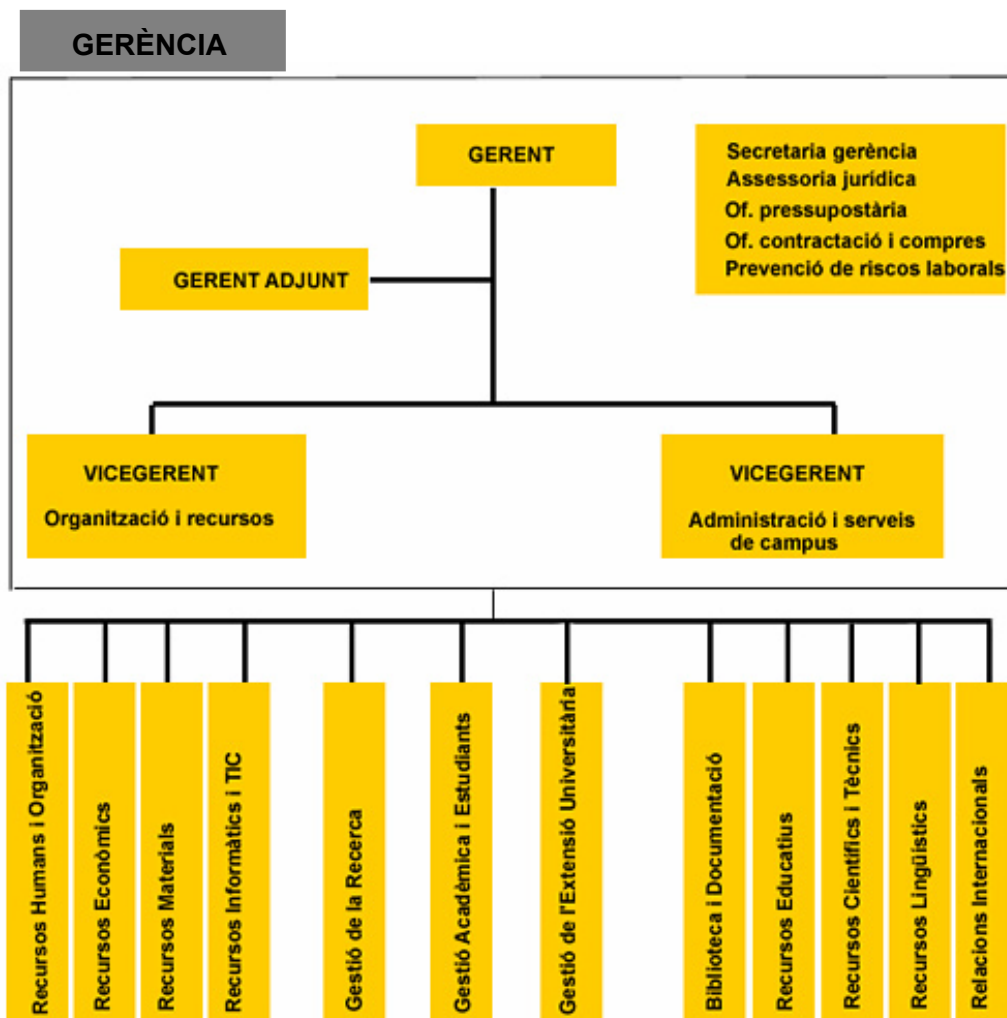 GERÈNCIA
GERENT
Secretaria gerència
Assessoria jurídica
Of. pressupostària
Of. contractació i compres
Prevenció de riscos laborals
GERENT ADJUNT
VICEGERENT
Organització i recursos
VICEGERENT
Administració i serveis
de campus
Recursos Humans i Organització
Recursos Econòmics
Recursos Materials
Recursos Informàtics i TIC
Gestió de la Recerca
Gestió Acadèmica i Estudiants
Gestió de l'Extensió Universitària
Biblioteca i Documentació
Recursos Educatius
Recursos Científics i Tècnics
Recursos Lingüístics
Relacions Internacionals